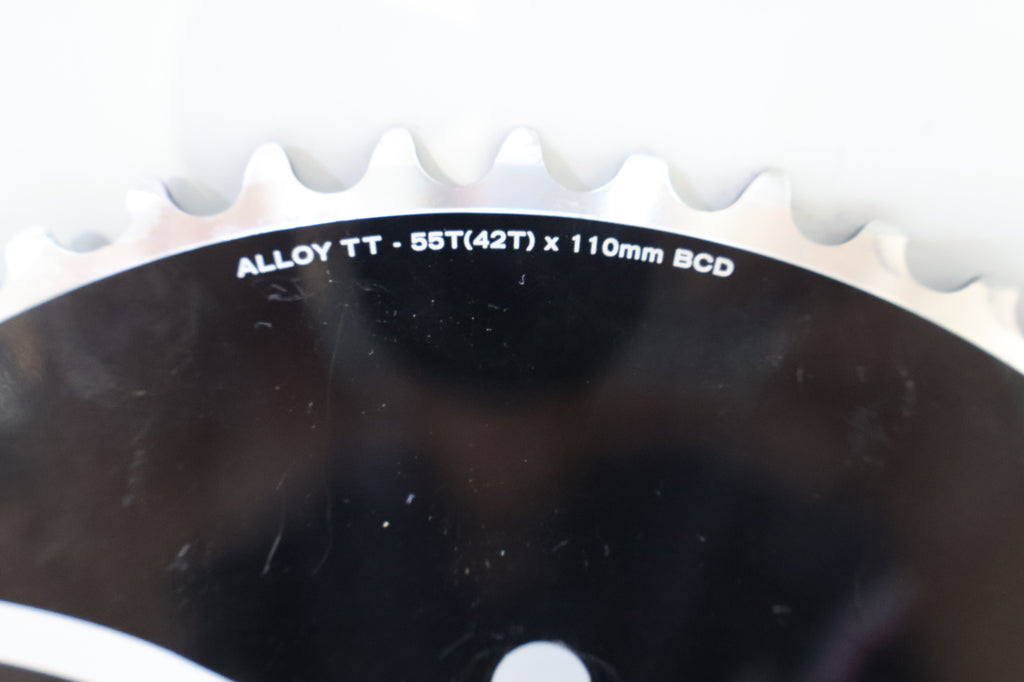 ALLOY TT - 55T(42T) x 110mm BCD